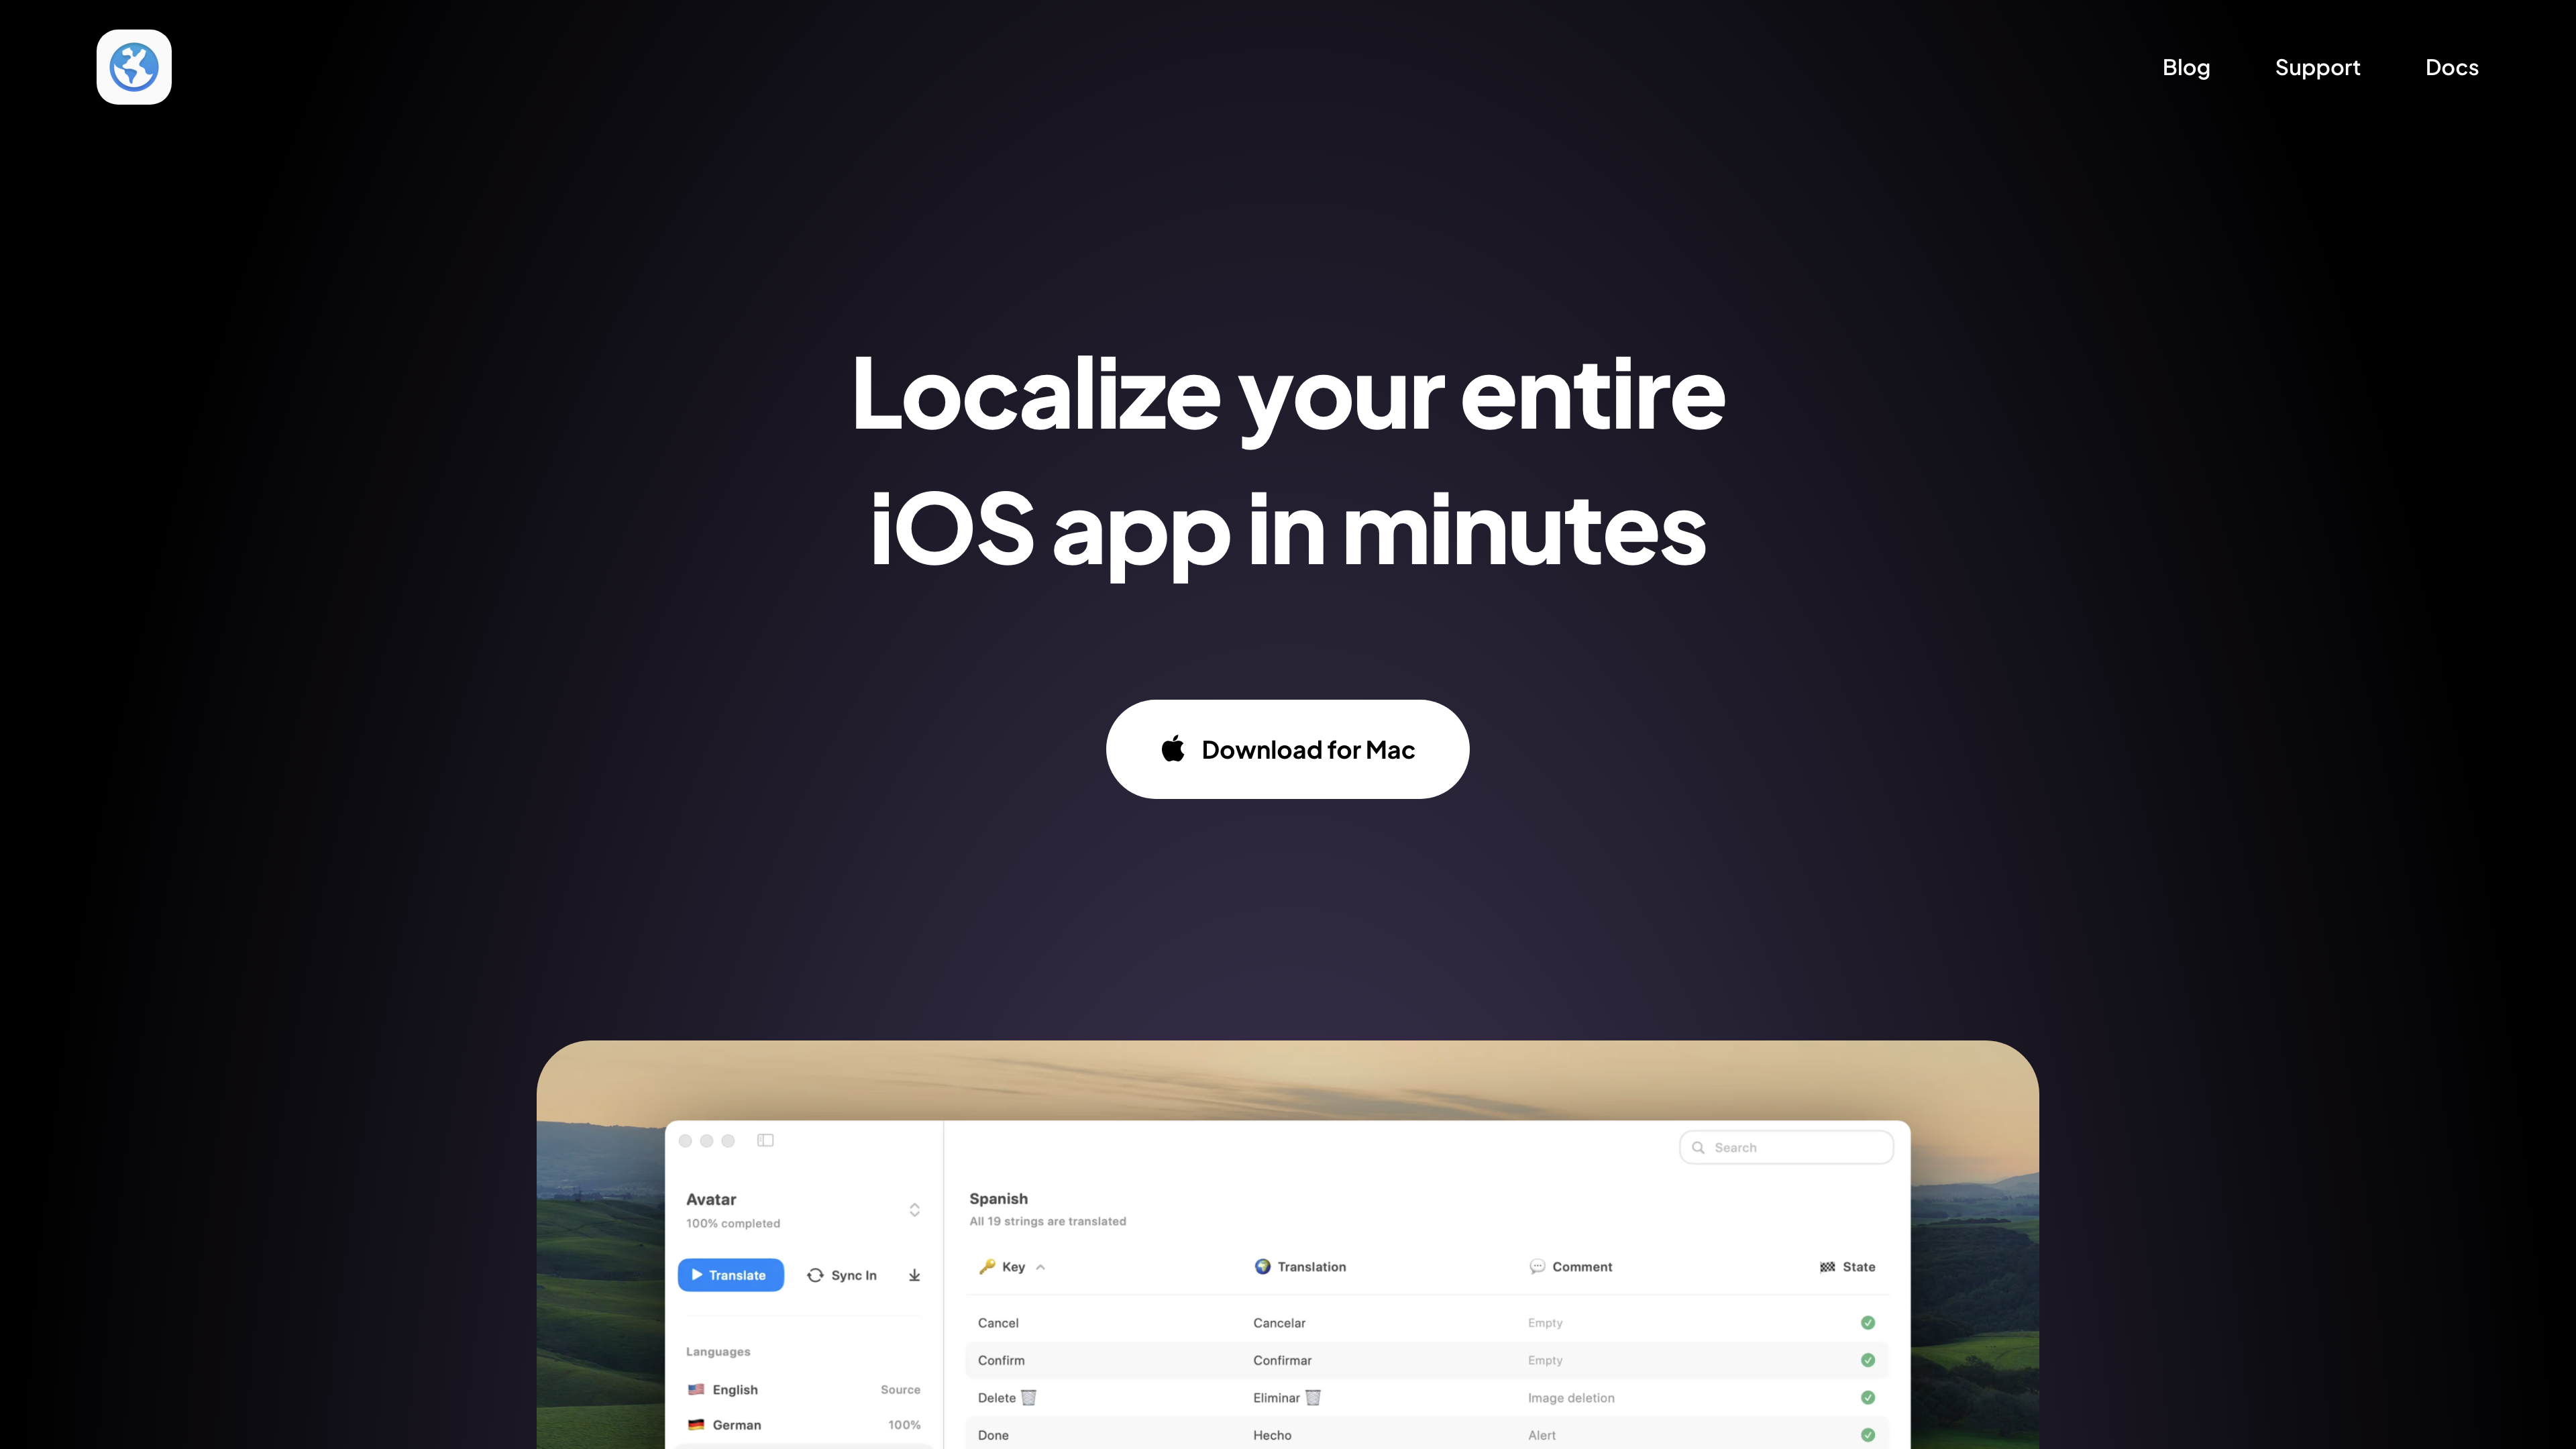 Blog
Support
Docs
Localize your entire
iOS app in minutes
Download for Mac
Search
Avatar
100% completed
Translate
Sync In
Languages
English
Source
German
100%
Spanish
All 19 strings are translated
Key
Translation
Comment
State
Cancel
Cancelar
Empty
Confirm
Confirmar
Empty
Delete 🗑️
Eliminar 🗑️
Image deletion
Done
Hecho
Alert